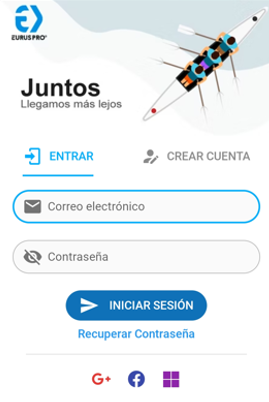 EURUSPRO®
Juntos
Llegamos más lejos
ENTRAR
CREAR CUENTA
Correo electrónico
Contraseña
INICIAR SESIÓN
Recuperar Contraseña
G+